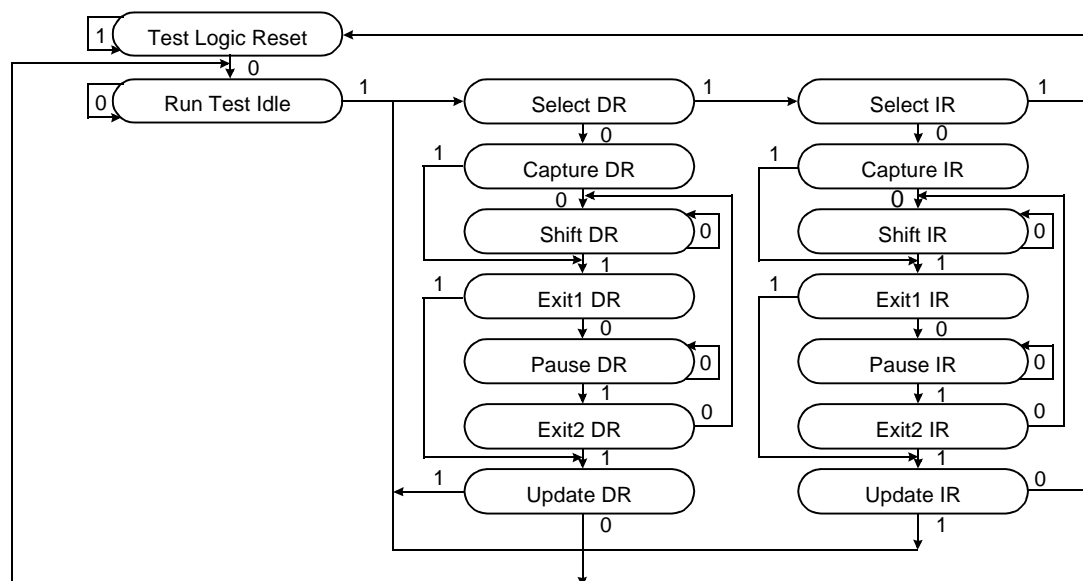 1 Test Logic Reset
0
0 Run Test Idle 1 Select DR 1 Select IR 1
0 0
1 Capture DR 1 Capture IR
0 0
Shift DR 0 Shift IR 0
1 1
1 Exit1 DR 1 Exit1 IR
0 0
Pause DR 0 Pause IR 0
1 1
Exit2 DR 0 Exit2 IR 0
1 1
1 Update DR Update IR 0
0 1